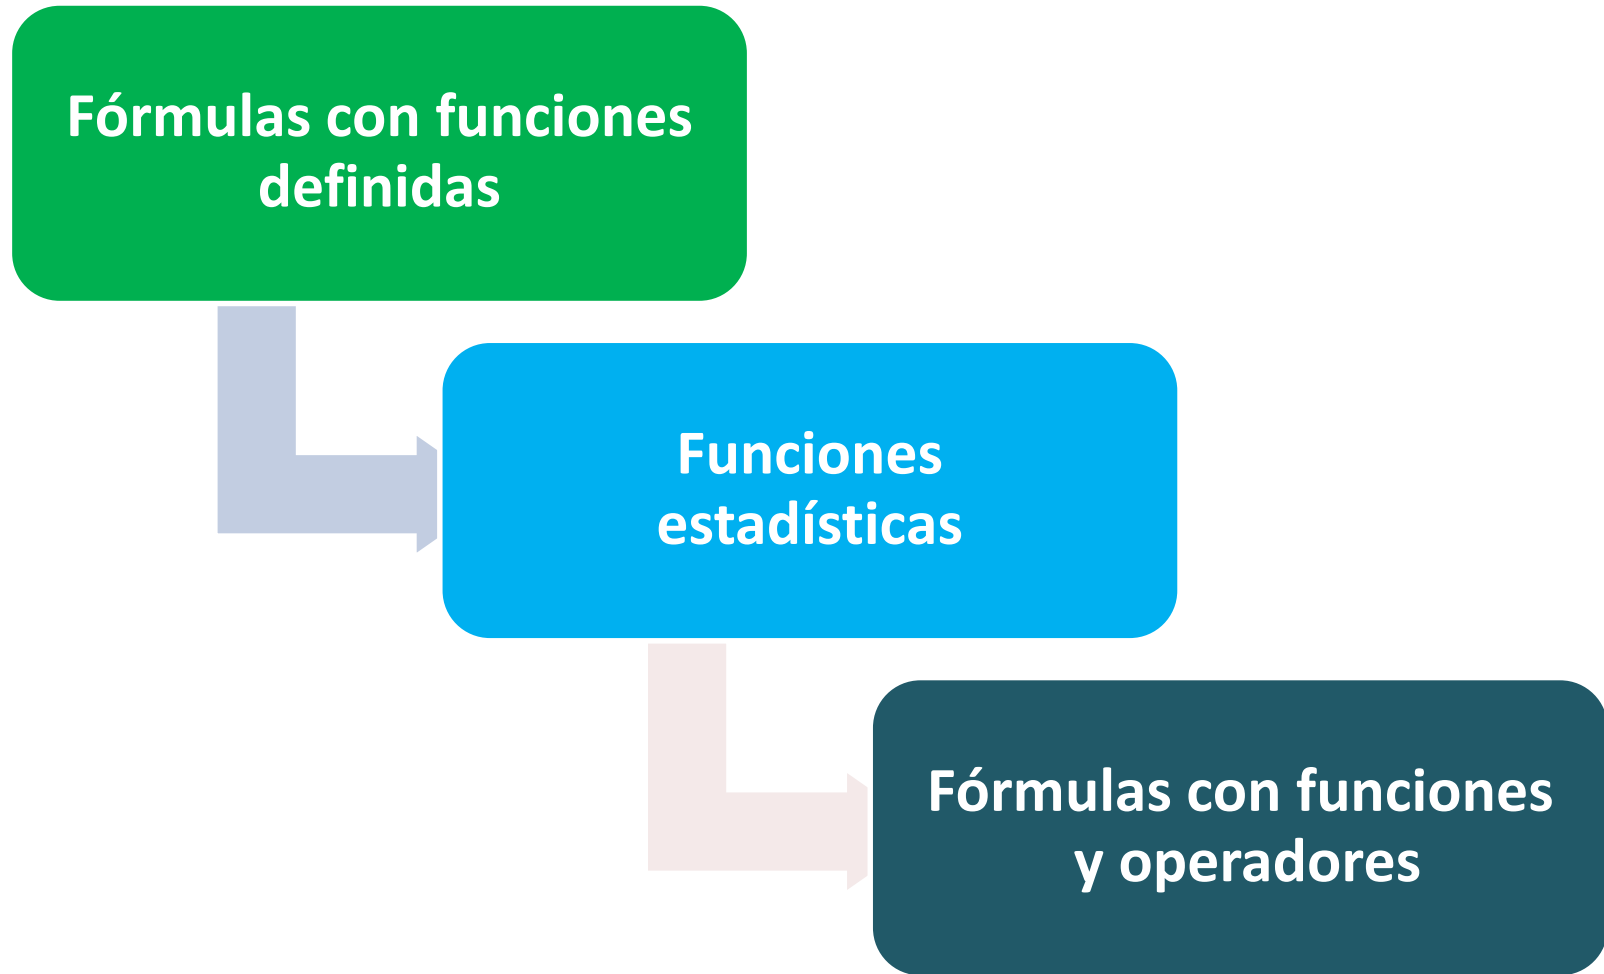 Fórmulas con funciones
definidas
Funciones
estadísticas
Fórmulas con funciones
y operadores